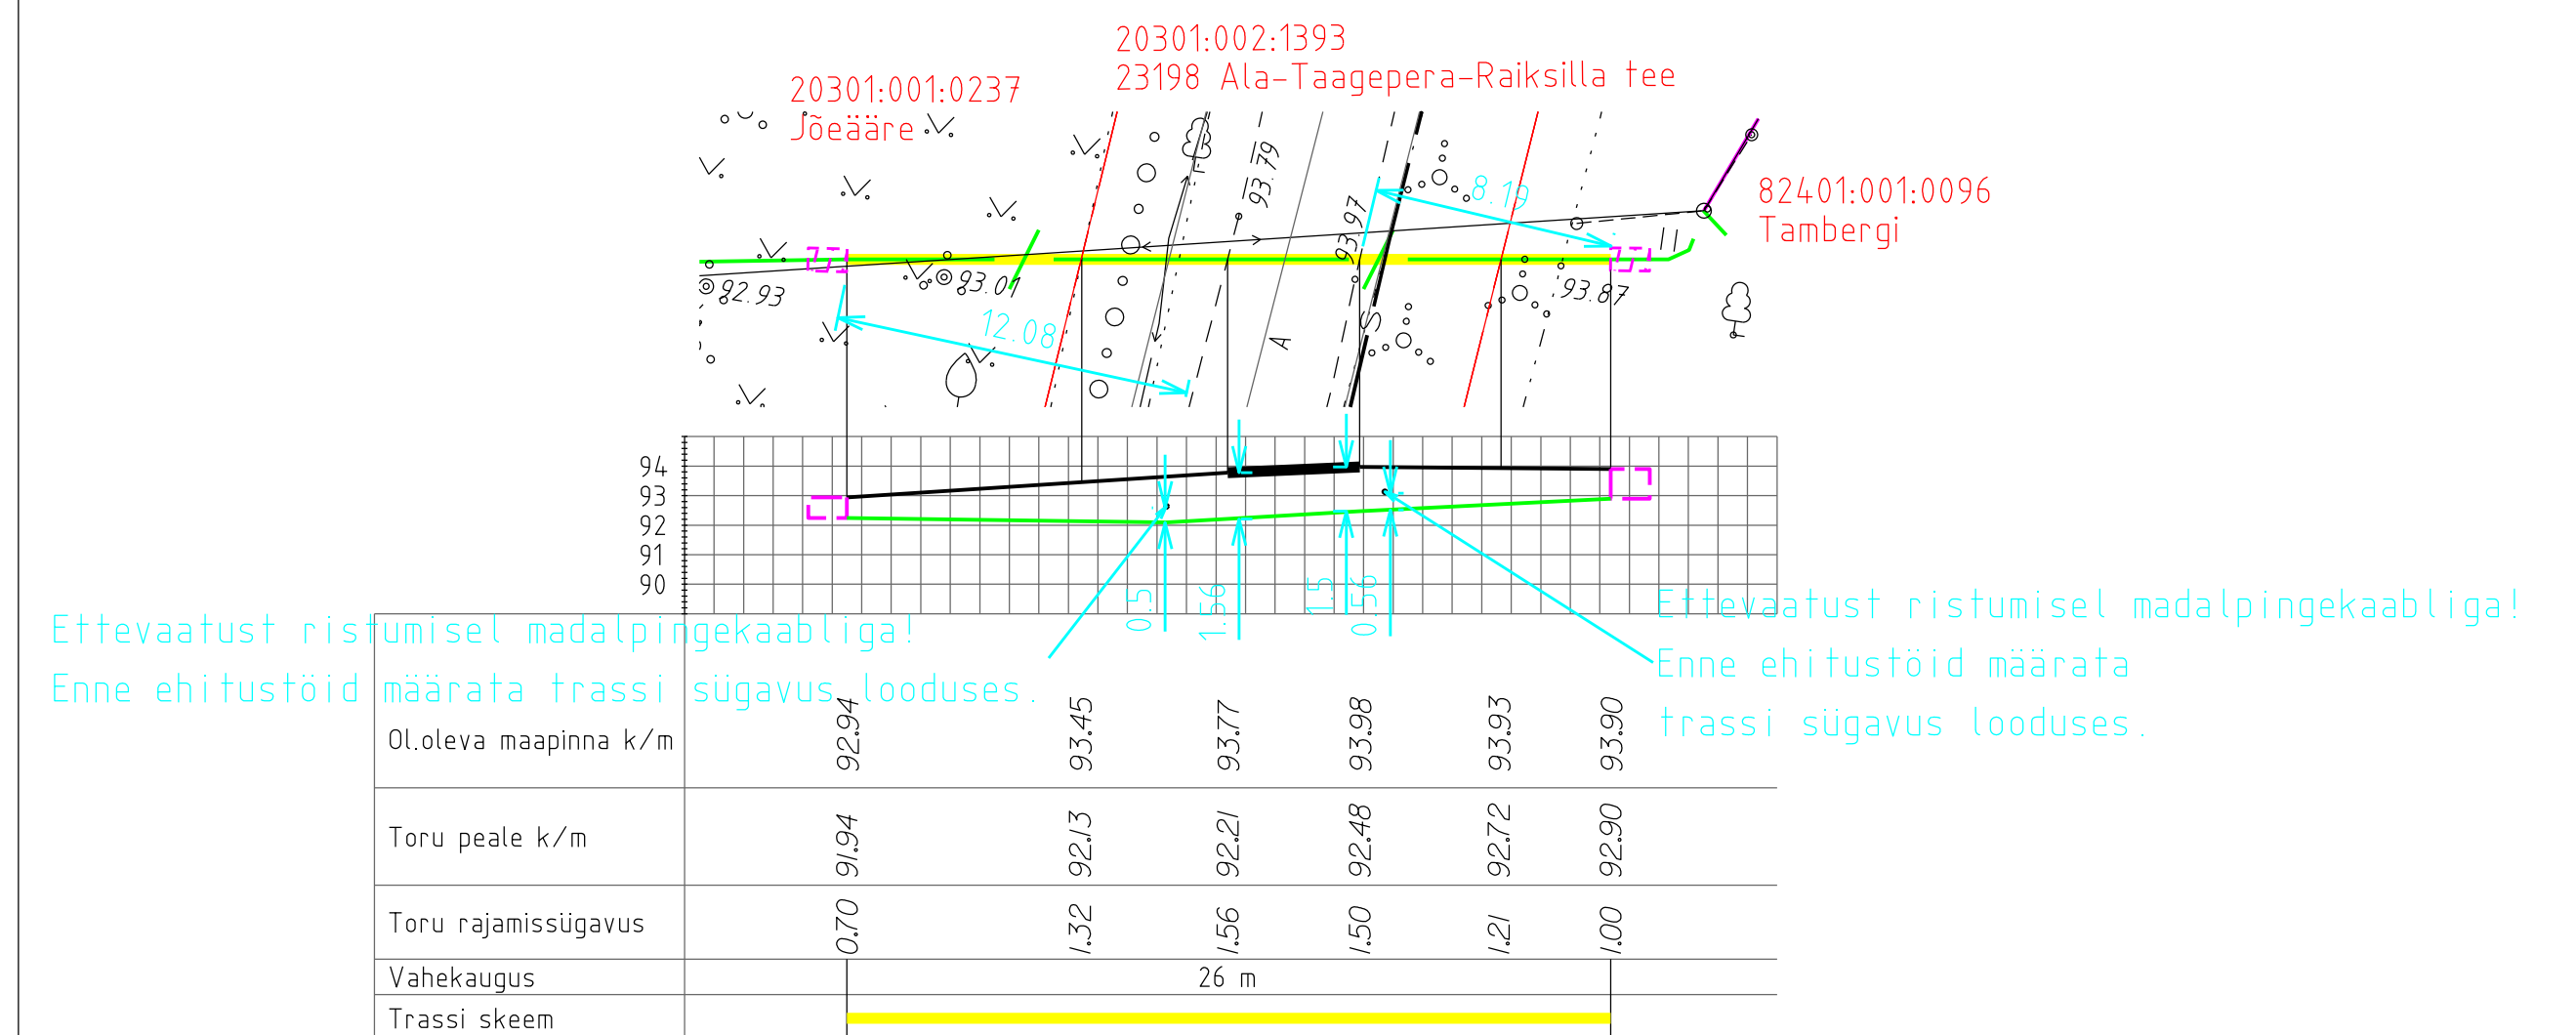 20301:002:1393
23198 Ala-Taagepera-Raiksilla tee
20301:001:0237
Jõeääre
82401:001:0096
Tambergi
93.79
93.97
8.19
92.93
93.01
93.87
12.08
A
S
94
93
92
91
90
0.5
1.56
1.5
0.56
Ettevaatust ristumisel madalpingekaabliga!
Enne ehitustöid määrata trassi sügavus looduses.
Ettevaatust ristumisel madalpingekaabliga!
Enne ehitustöid määrata
trassi sügavus looduses.
Ol.oleva maapinna k/m 92.94 93.45 93.77 93.98 93.93 93.90
Toru peale k/m 91.94 92.13 92.21 92.48 92.72 92.90
Toru rajamissügavus 0.70 1.32 1.56 1.50 1.21 1.00
Vahekaugus 26 m
Trassi skeem